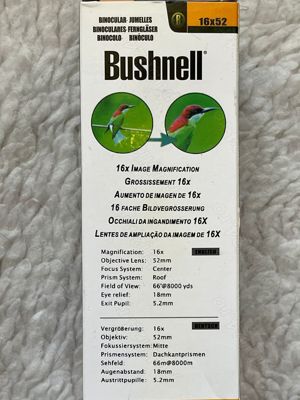 BINOCULAR· JUMELLES
BINOCULARES·FERNGLÄSER
BINOCOLO· BINÓCULO
16x52
Bushnell®
16x IMAGE MAGNIFICATION
GROSSISSEMENT 16x
AUMENTO DE IMAGEN DE 16x
16 FACHE BILDVEGROSSERUNG
OCCHIALI DA INGANDIMENTO 16X
LENTES DE AMPLIAÇÃO DA IMAGEM DE 16X
ENGLISH
Magnification: 16x
Objective Lens: 52mm
Focus System: Center
Prism System: Roof
Field of View: 66'@8000 yds
Eye relief: 18mm
Exit Pupil: 5.2mm
DEUTSCH
Vergrößerung: 16x
Objektiv: 52mm
Fokussiersystem: Mitte
Prismensystem: Dachkantprismen
Sehfeld: 66m@8000m
Augenabstand: 18mm
Austrittpupille: 5.2mm